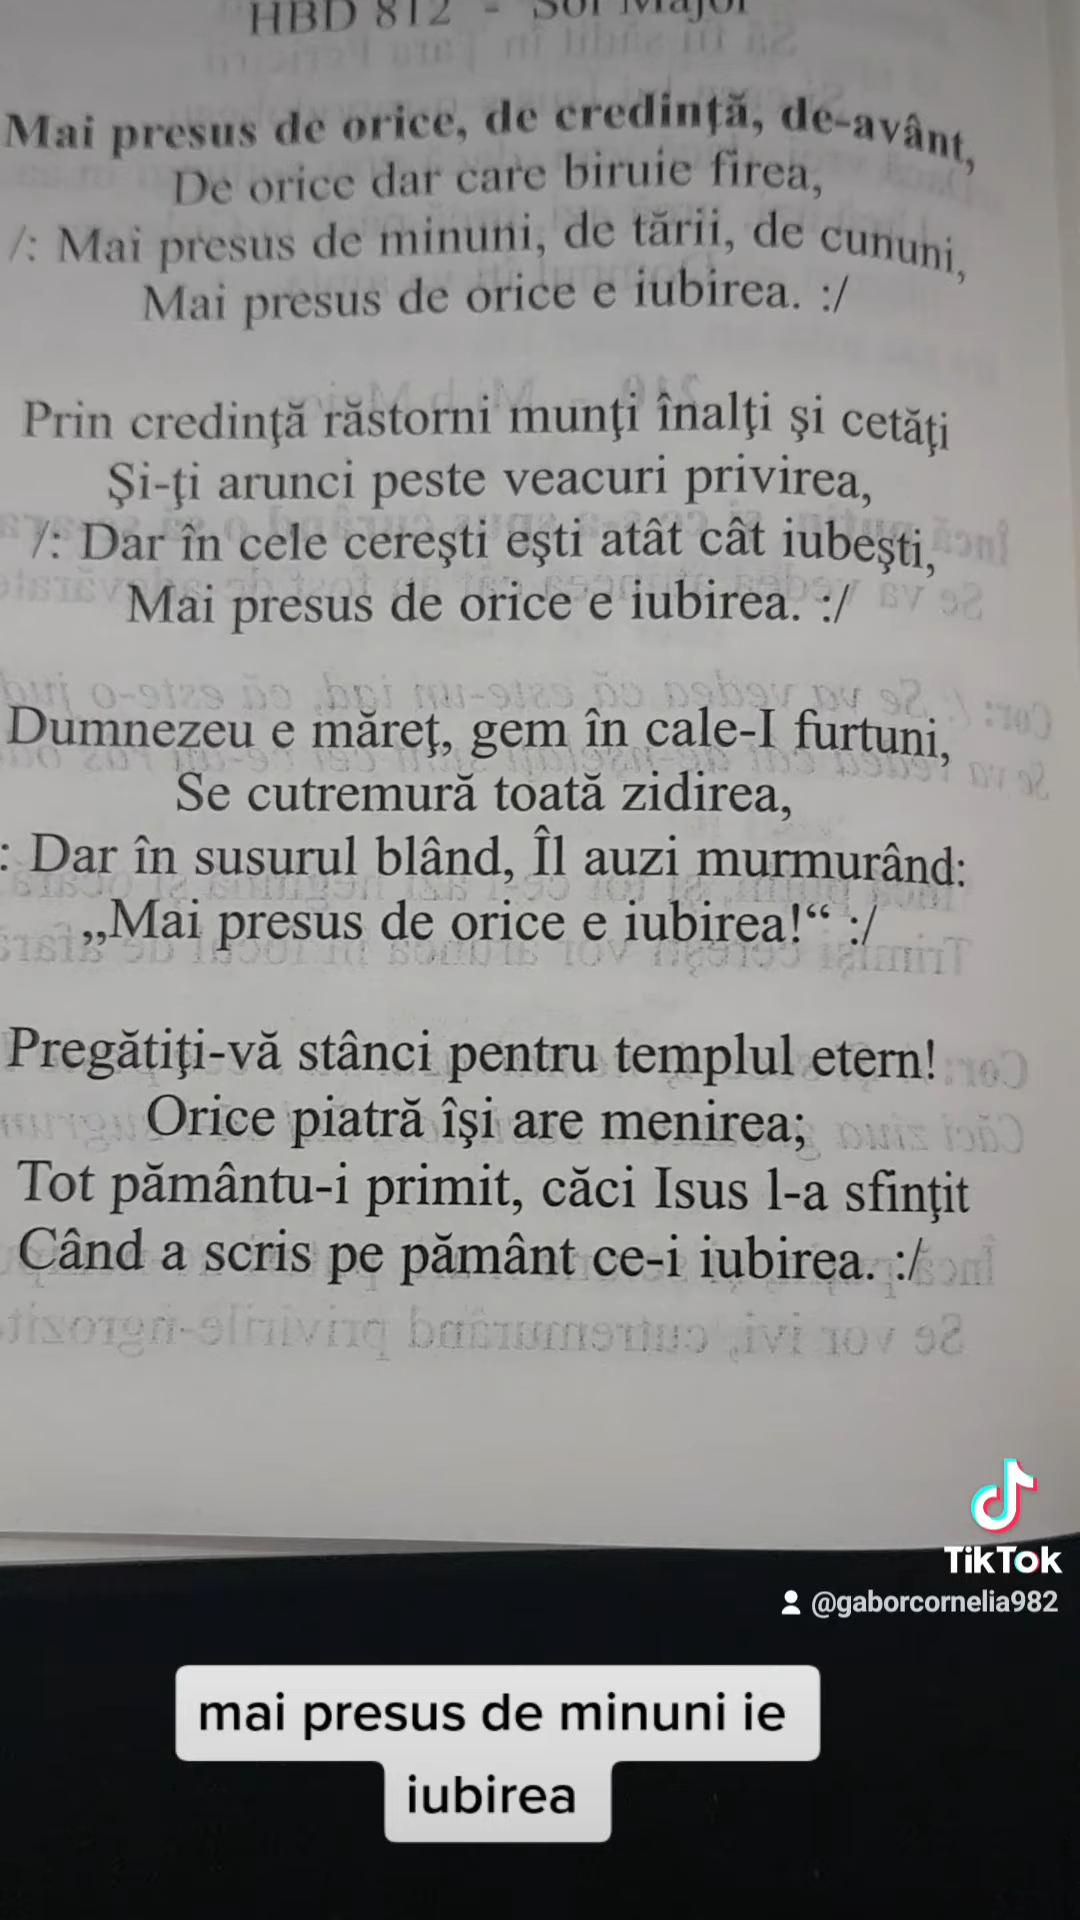 HBD 812 - Sol Major
Mai presus de orice, de credinţă, de-avânt,
De orice dar care biruie firea,
/: Mai presus de minuni, de tării, de cununi,
Mai presus de orice e iubirea. :/
Prin credinţă răstorni munţi înalţi şi cetăţi
Şi-ţi arunci peste veacuri privirea,
/: Dar în cele cereşti eşti atât cât iubeşti,
Mai presus de orice e iubirea. :/
Dumnezeu e măreţ, gem în cale-I furtuni,
Se cutremură toată zidirea,
: Dar în susurul blând, Îl auzi murmurând:
„Mai presus de orice e iubirea!“ :/
Pregătiţi-vă stânci pentru templul etern!
Orice piatră îşi are menirea;
Tot pământu-i primit, căci Isus l-a sfinţit
Când a scris pe pământ ce-i iubirea. :/
TikTok
@gaborcornelia982
mai presus de minuni ie
iubirea